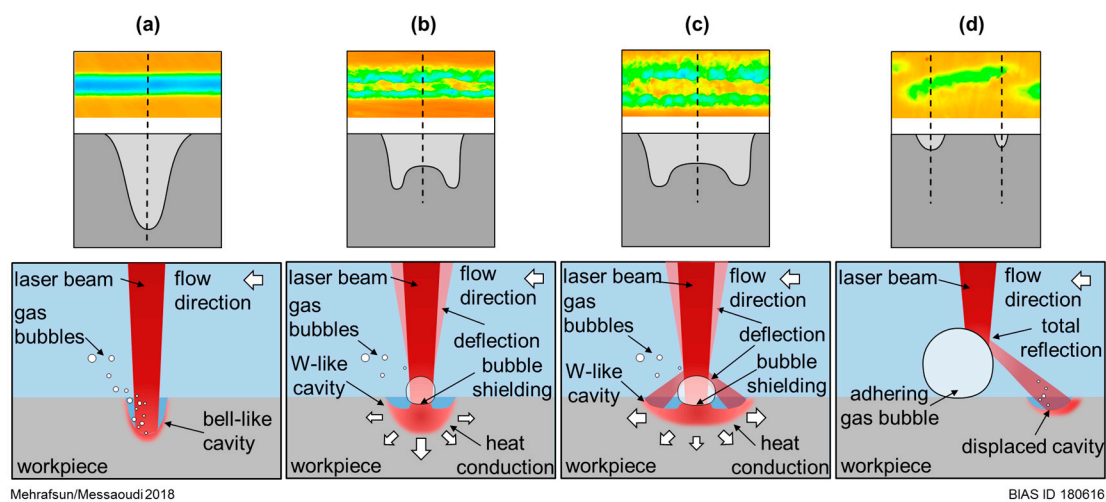 (a)
(b)
(c)
(d)
laser beam
flow
direction
gas
bubbles
bell-like
cavity
workpiece
laser beam
flow
direction
gas
bubbles
deflection
W-like
cavity
bubble
shielding
heat
conduction
workpiece
laser beam
flow
direction
gas
bubbles
deflection
W-like
cavity
bubble
shielding
heat
conduction
workpiece
laser beam
flow
direction
total
reflection
adhering
gas bubble
displaced cavity
workpiece
Mehrafsun/Messaoudi 2018
BIAS ID 180616